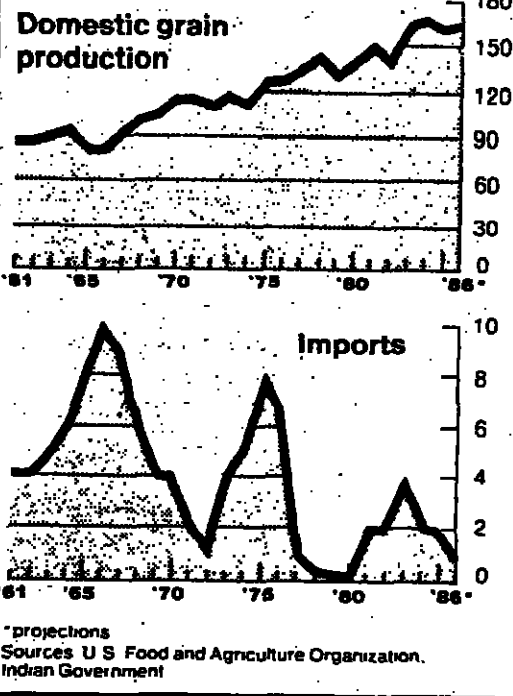 Domestic grain
production
180
150
120
90
60
30
0
'61 '65 '70 '75 '80 '86*
Imports
10
8
6
4
2
0
'61 '65 '70 '75 '80 '86*
*projections
Sources U S Food and Agriculture Organization,
Indian Government